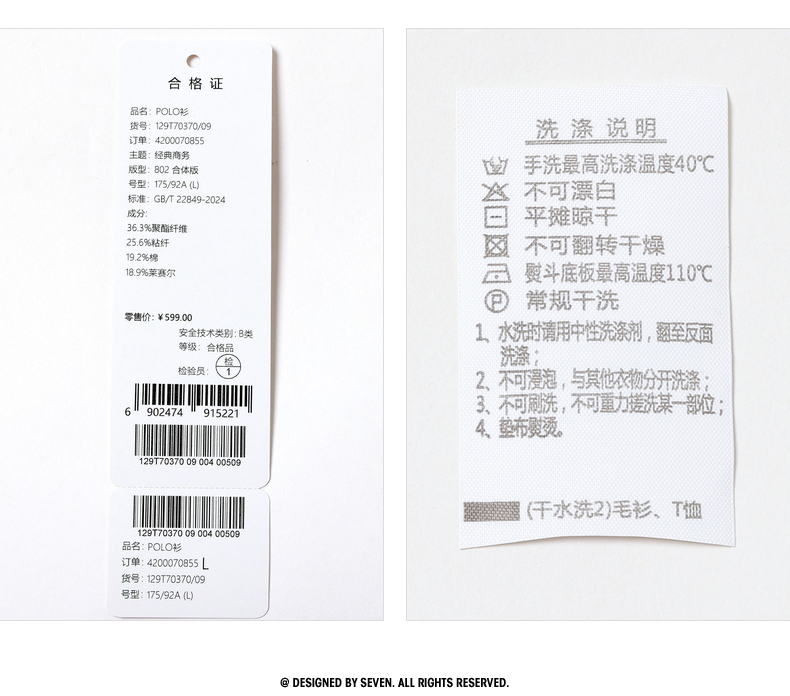 合格证
品名: POLO衫
货号: 129T70370/09
订单: 4200070855
主题: 经典商务
版型: 802 合体版
号型: 175/92A (L)
标准: GB/T 22849-2024
成分:
36.3%聚酯纤维
25.6%粘纤
19.2%棉
18.9%莱赛尔
零售价: ¥599.00
安全技术类别: B类
等级: 合格品
检验员: 检 1
6 902474 915221
129T70370 09 004 00509
129T70370 09 004 00509
品名: POLO衫
订单: 4200070855 L
货号: 129T70370/09
号型: 175/92A (L)
洗涤说明
手洗最高洗涤温度40℃
不可漂白
平摊晾干
不可翻转干燥
熨斗底板最高温度110℃
P 常规干洗
1、水洗时请用中性洗涤剂，翻至反面
洗涤；
2、不可浸泡，与其他衣物分开洗涤；
3、不可刷洗，不可重力搓洗某一部位；
4、垫布熨烫。
(干水洗2)毛衫、T恤
@ DESIGNED BY SEVEN. ALL RIGHTS RESERVED.